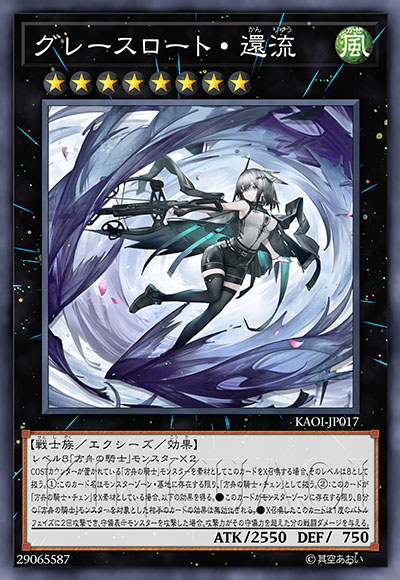 グレースロート・還流
かん りゅう
風
かぜ
KAOI-JP017
【戦士族／エクシーズ／効果】
レベル8「方舟の騎士」モンスター×2
COSTカウンターが置かれている「方舟の騎士」モンスターを素材としてこのカードをX召喚する場合、そのレベルは8として
扱う。①:このカード名はモンスターゾーン・墓地に存在する限り、「方舟の騎士・チェン」として扱う。②:このカードが
「方舟の騎士・チェン」をX素材としている場合、以下の効果を得る。●このカードがモンスターゾーンに存在する限り、自分
の「方舟の騎士」モンスターを対象とした相手のカードの効果は無効化される。●X召喚したこのカードは1度のバトル
フェイズに2回攻撃でき、守備表示モンスターを攻撃した場合、攻撃力がその守備力を超えた分の戦闘ダメージを与える。
ATK/2550 DEF/ 750
29065587
©其空あおい